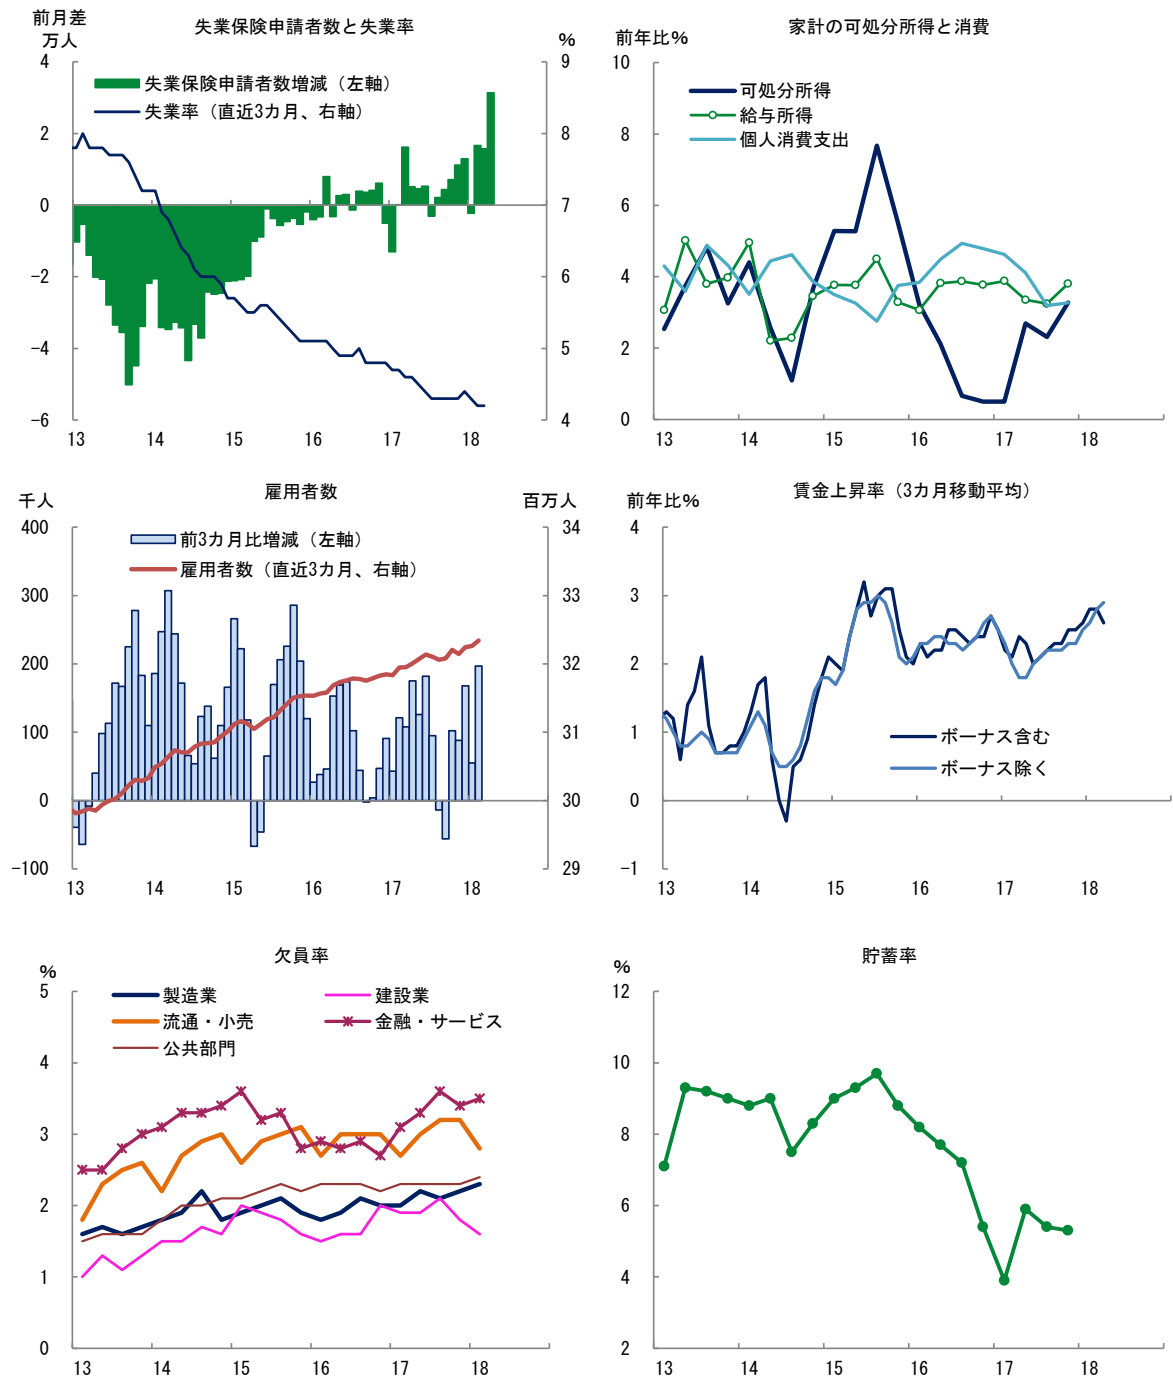 失業保険申請者数と失業率
前月差
万人
%
失業保険申請者数増減（左軸）
失業率（直近3カ月、右軸）
4
2
0
−2
−4
−6
9
8
7
6
5
4
13 14 15 16 17 18
家計の可処分所得と消費
前年比%
可処分所得
給与所得
個人消費支出
10
8
6
4
2
0
13 14 15 16 17 18
雇用者数
千人
百万人
前3カ月比増減（左軸）
雇用者数（直近3カ月、右軸）
400
300
200
100
0
−100
34
33
32
31
30
29
13 14 15 16 17 18
賃金上昇率（3カ月移動平均）
前年比%
4
3
2
1
0
−1
ボーナス含む
ボーナス除く
13 14 15 16 17 18
欠員率
%
製造業
建設業
流通・小売
金融・サービス
公共部門
5
4
3
2
1
0
13 14 15 16 17 18
貯蓄率
%
12
10
8
6
4
2
13 14 15 16 17 18